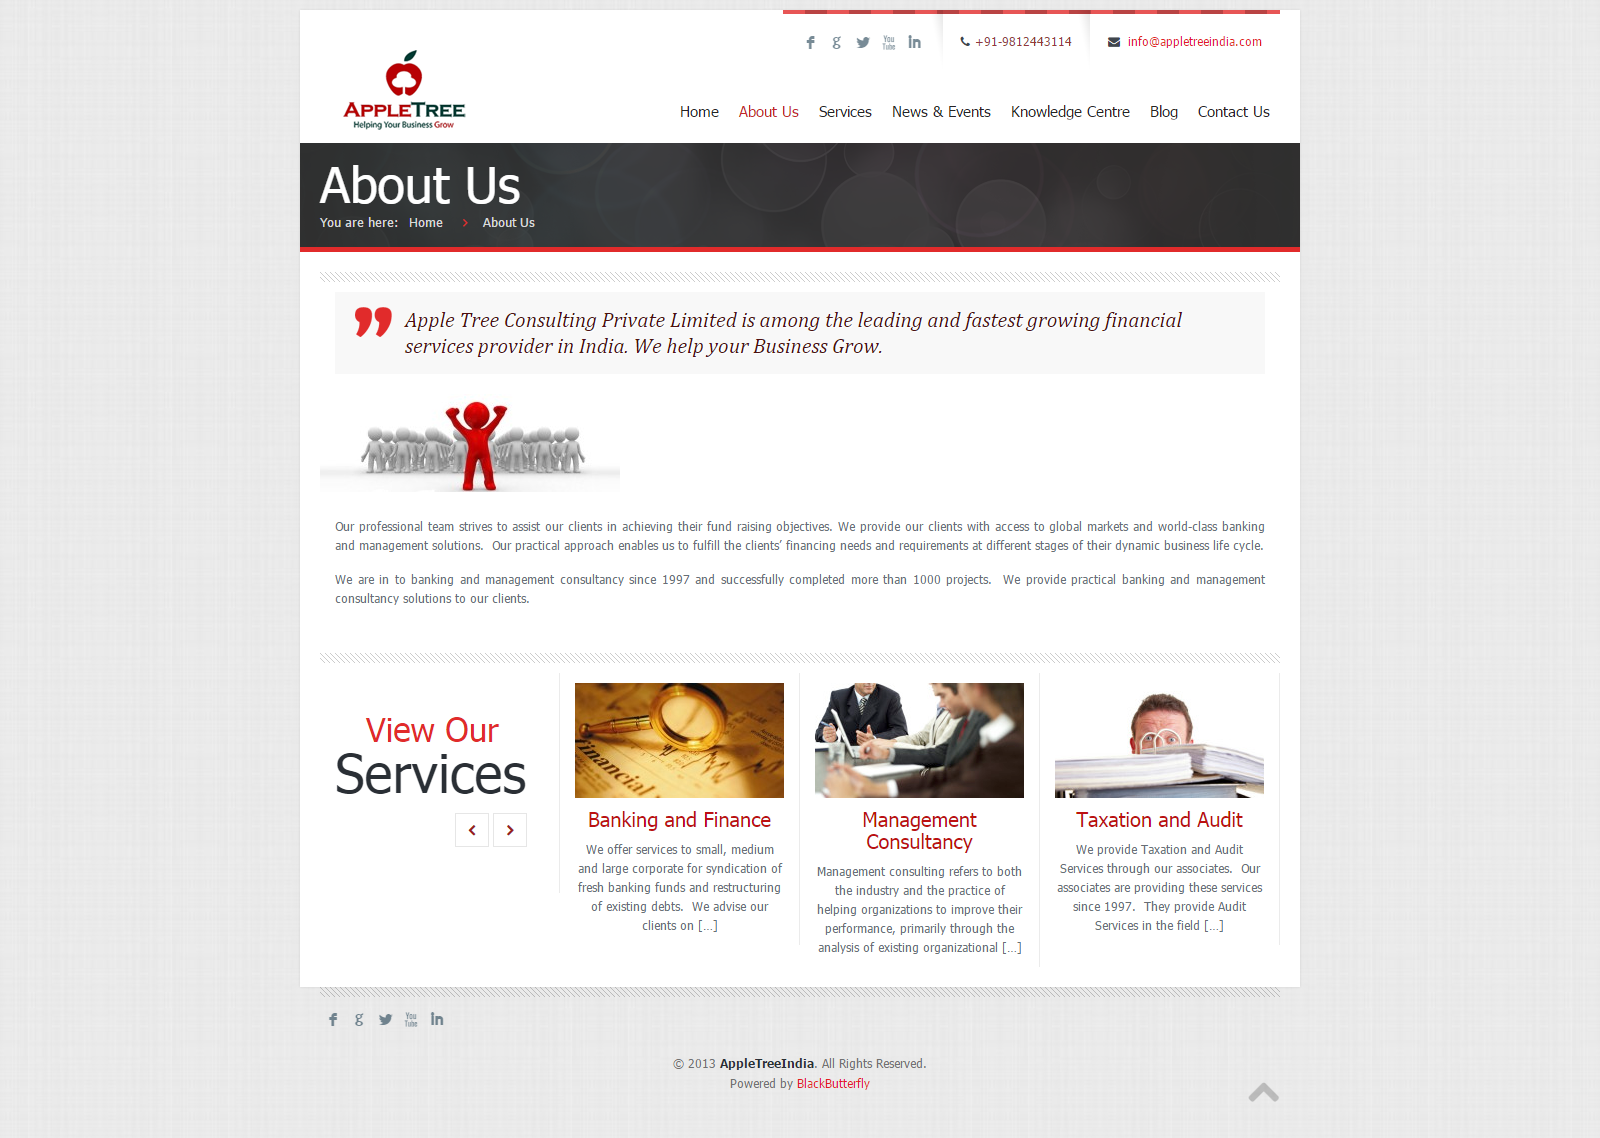 +91-9812443114
info@appletreeindia.com
APPLETREE
Helping Your Business Grow
Home About Us Services News & Events Knowledge Centre Blog Contact Us
About Us
You are here: Home > About Us
Apple Tree Consulting Private Limited is among the leading and fastest growing financial
services provider in India. We help your Business Grow.
Our professional team strives to assist our clients in achieving their fund raising objectives. We provide our clients with access to global markets and world-class banking
and management solutions. Our practical approach enables us to fulfill the clients’ financing needs and requirements at different stages of their dynamic business life cycle.
We are in to banking and management consultancy since 1997 and successfully completed more than 1000 projects. We provide practical banking and management
consultancy solutions to our clients.
View Our
Services
financial
Banking and Finance
We offer services to small, medium
and large corporate for syndication of
fresh banking funds and restructuring
of existing debts. We advise our
clients on [...]
Management
Consultancy
Management consulting refers to both
the industry and the practice of
helping organizations to improve their
performance, primarily through the
analysis of existing organizational [...]
Taxation and Audit
We provide Taxation and Audit
Services through our associates. Our
associates are providing these services
since 1997. They provide Audit
Services in the field [...]
© 2013 AppleTreeIndia. All Rights Reserved.
Powered by BlackButterfly